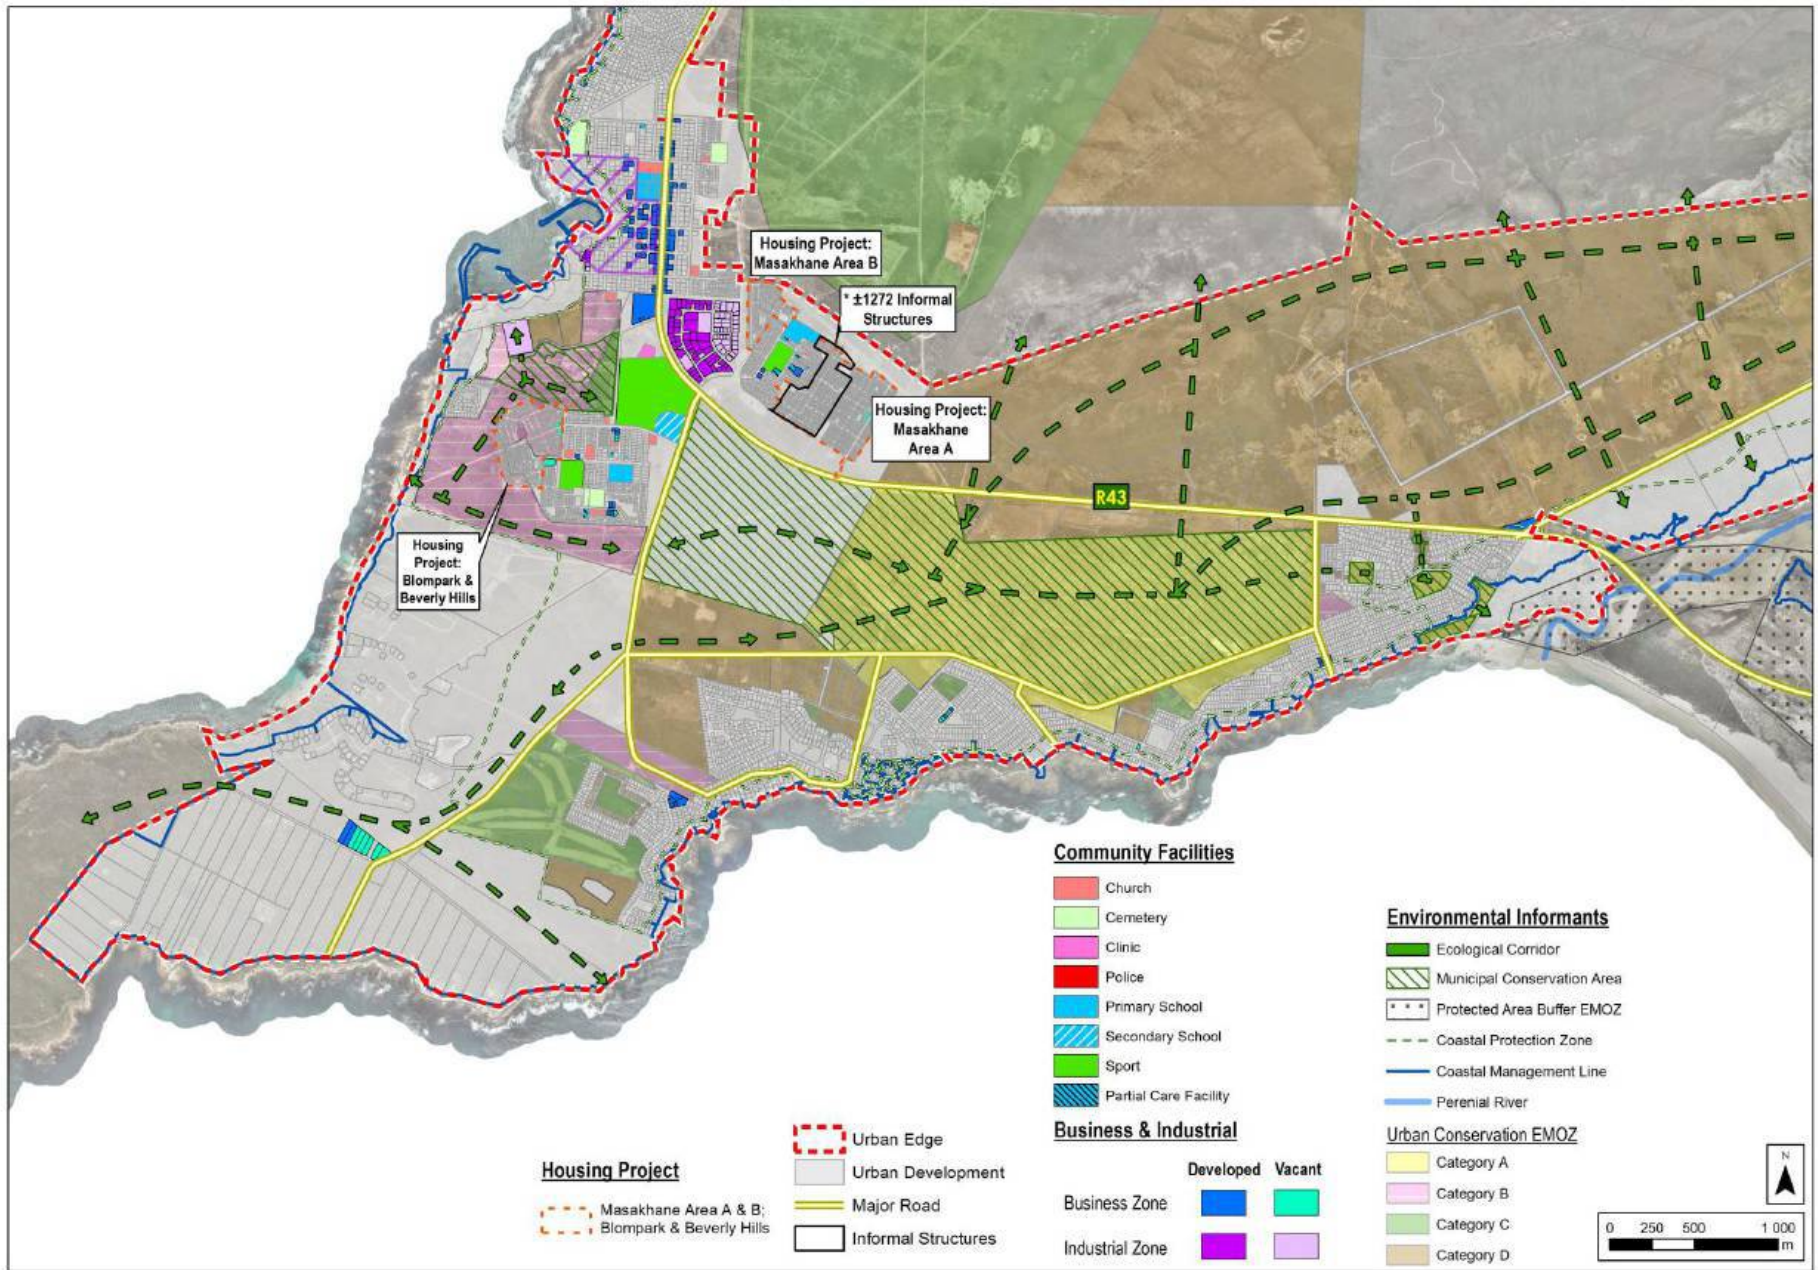 Housing Project:
Masakhane Area B
* ±1272 Informal
Structures
Housing Project:
Masakhane
Area A
R43
Housing
Project:
Blompark &
Beverly Hills
Community Facilities
Church
Cemetery
Clinic
Police
Primary School
Secondary School
Sport
Partial Care Facility
Environmental Informants
Ecological Corridor
Municipal Conservation Area
Protected Area Buffer EMOZ
Coastal Protection Zone
Coastal Management Line
Perenial River
Urban Conservation EMOZ
Category A
Category B
Category C
Category D
Business & Industrial
Developed Vacant
Business Zone
Industrial Zone
Urban Edge
Urban Development
Major Road
Informal Structures
Housing Project
Masakhane Area A & B;
Blompark & Beverly Hills
N
0 250 500 1 000
m